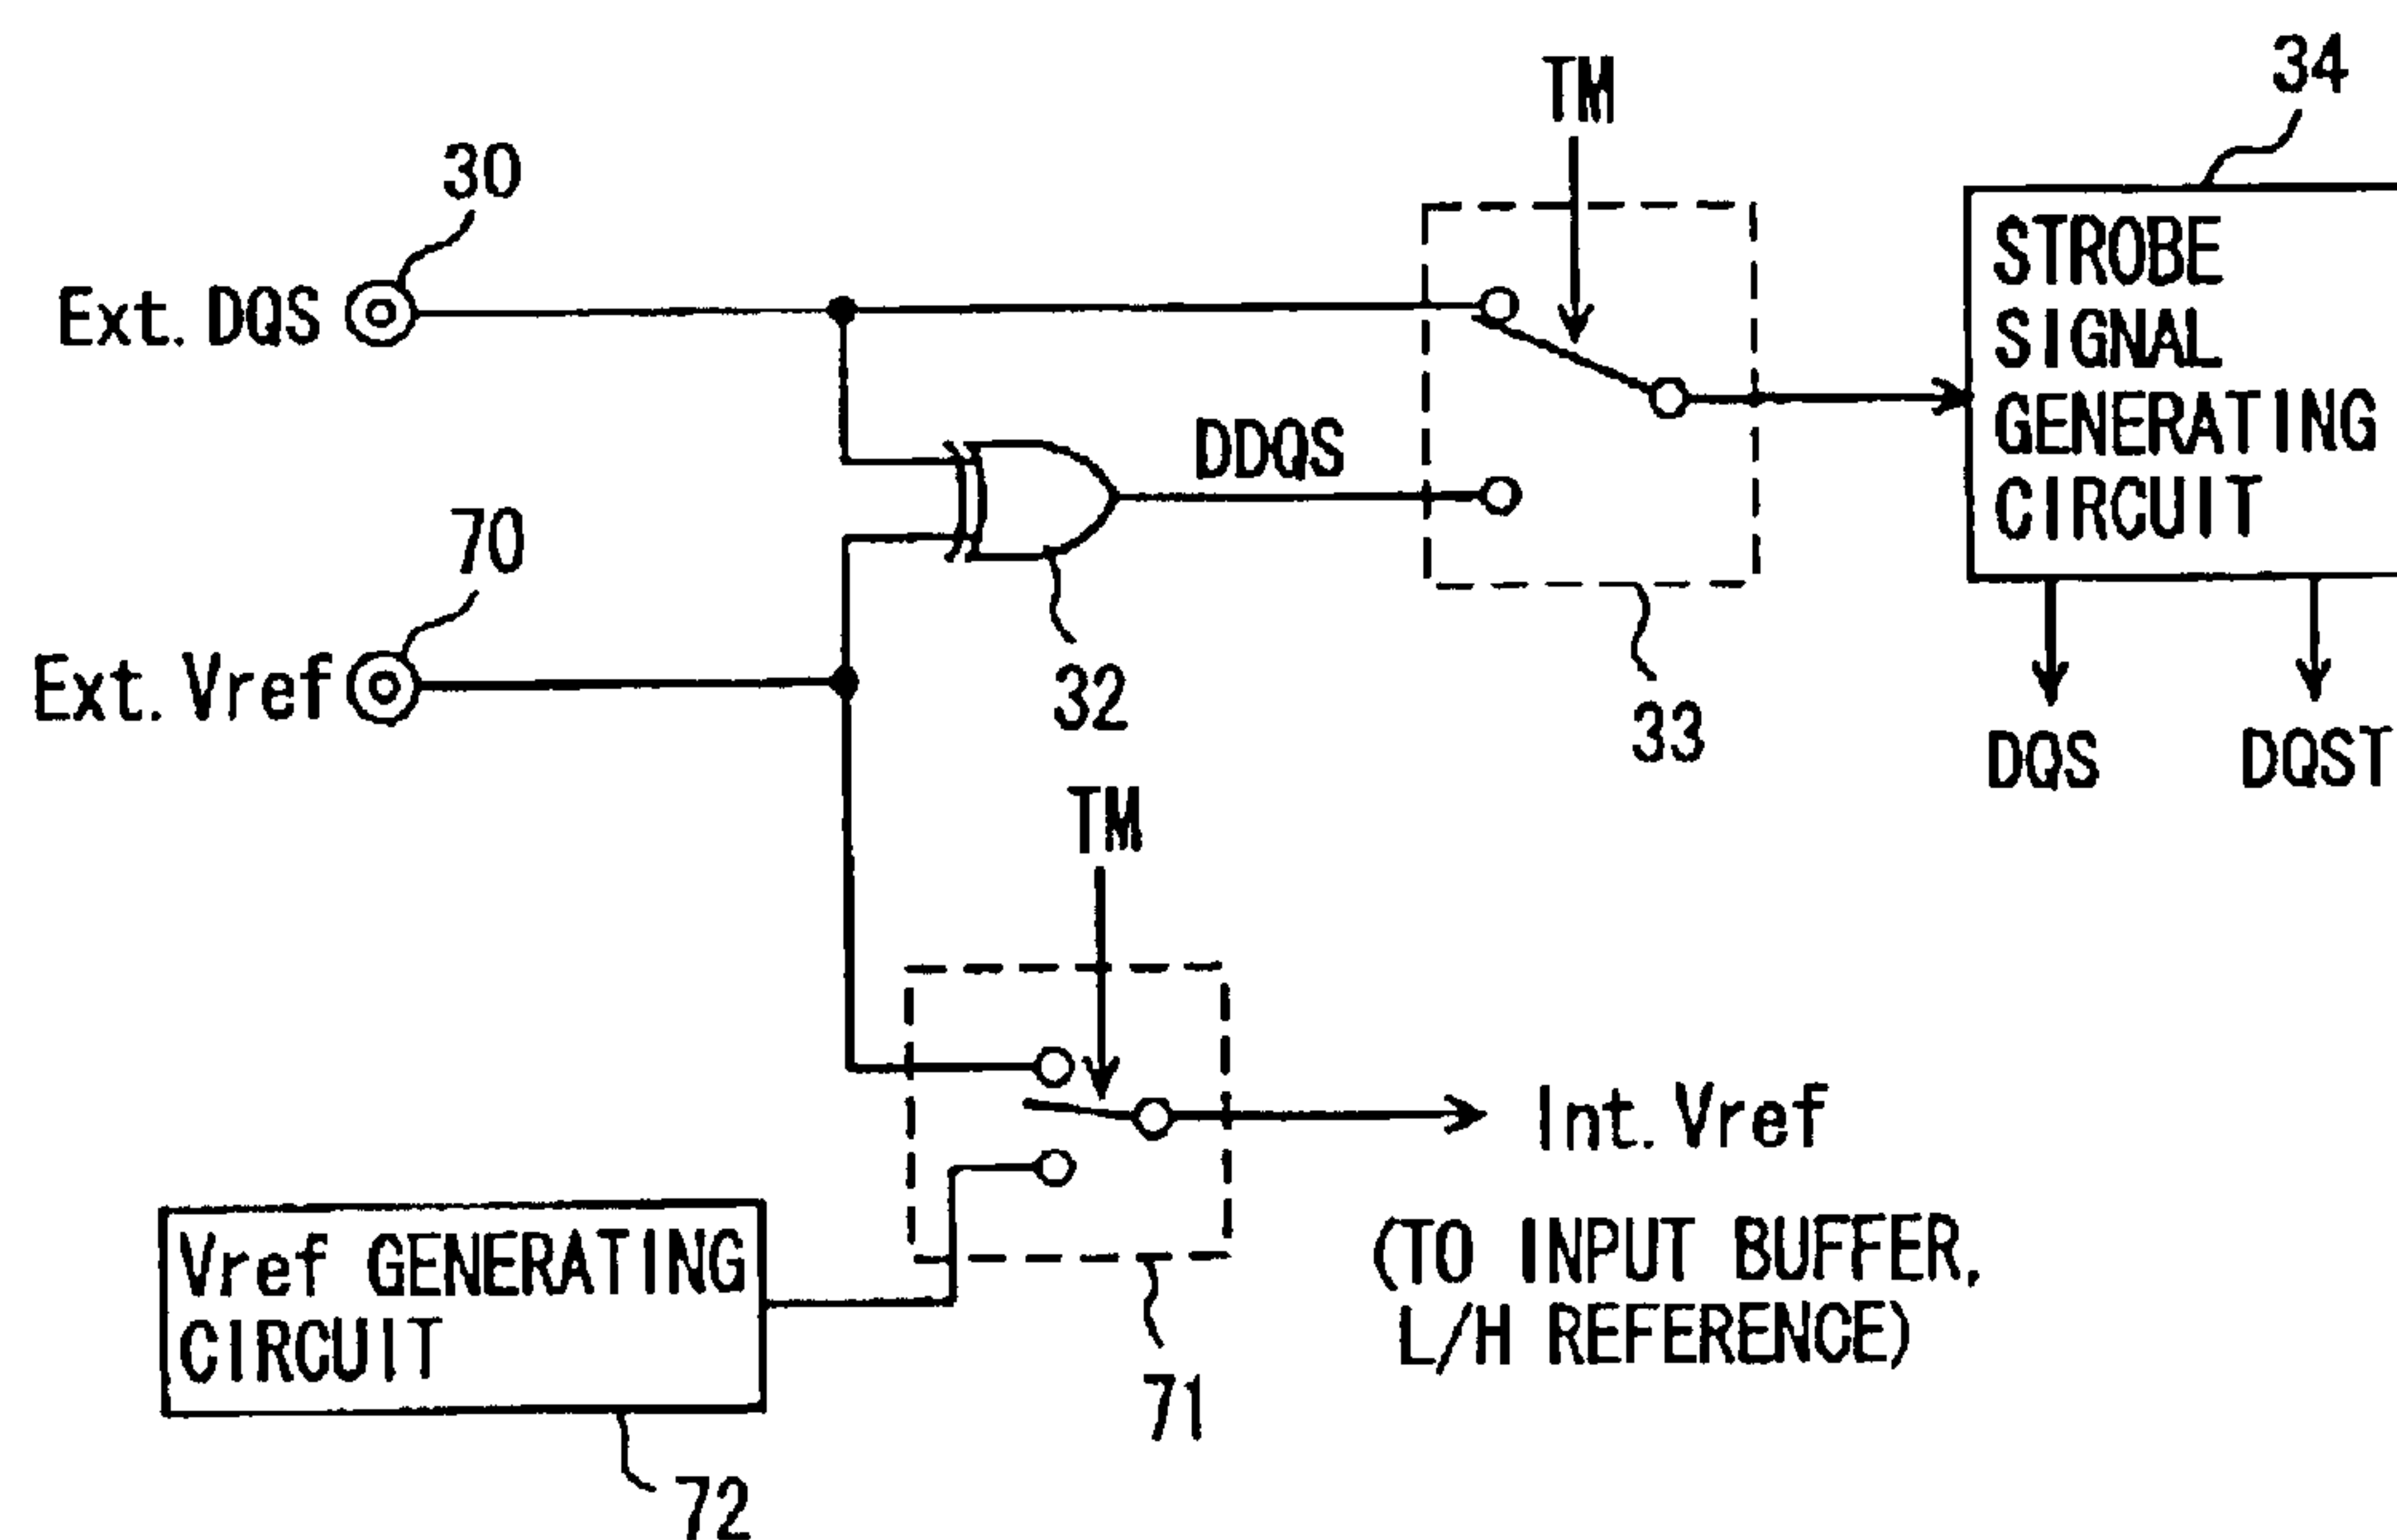 34
TM
30
Ext. DQS
STROBE
SIGNAL
GENERATING
CIRCUIT
DDQS
70
Ext. Vref
32
33
DQS
DQST
TM
Int. Vref
(TO INPUT BUFFER,
L/H REFERENCE)
Vref GENERATING
CIRCUIT
71
72